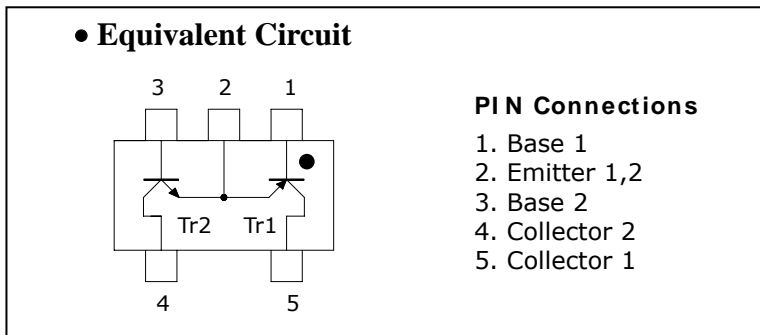 • Equivalent Circuit
3 2 1
PIN Connections
1. Base 1
2. Emitter 1,2
3. Base 2
4. Collector 2
5. Collector 1
Tr2 Tr1
4 5